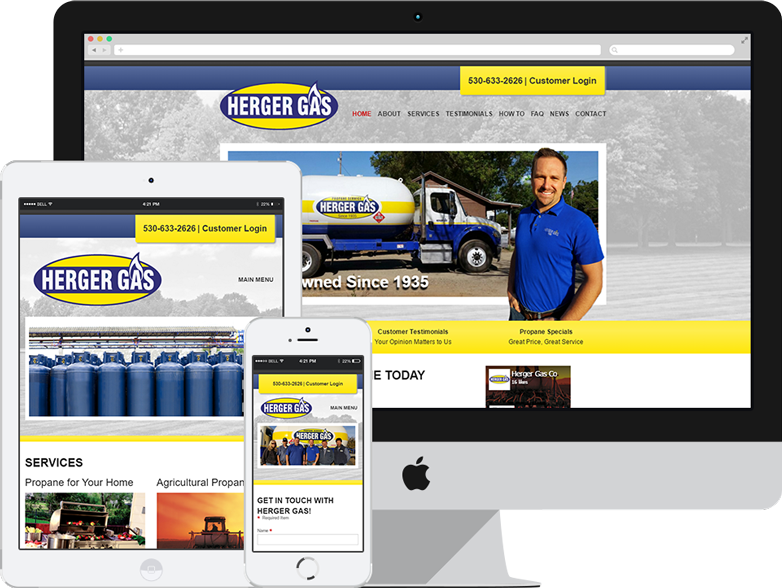 530-633-2626 | Customer Login
HERGER GAS
HOME ABOUT SERVICES TESTIMONIALS HOW TO FAQ NEWS CONTACT
HERGER GAS
Since 1935
wned Since 1935
Customer Testimonials
Your Opinion Matters to Us
Propane Specials
Great Price, Great Service
E TODAY
Herger Gas Co
16 likes
BELL 4:21 PM 22%
530-633-2626 | Customer Login
HERGER GAS
MAIN MENU
SERVICES
Propane for Your Home
Agricultural Propan
BELL 4:21 PM 22%
530-633-2626 | Customer Login
HERGER GAS
MAIN MENU
HERGER GAS
GET IN TOUCH WITH
HERGER GAS!
* Required Item
Name *